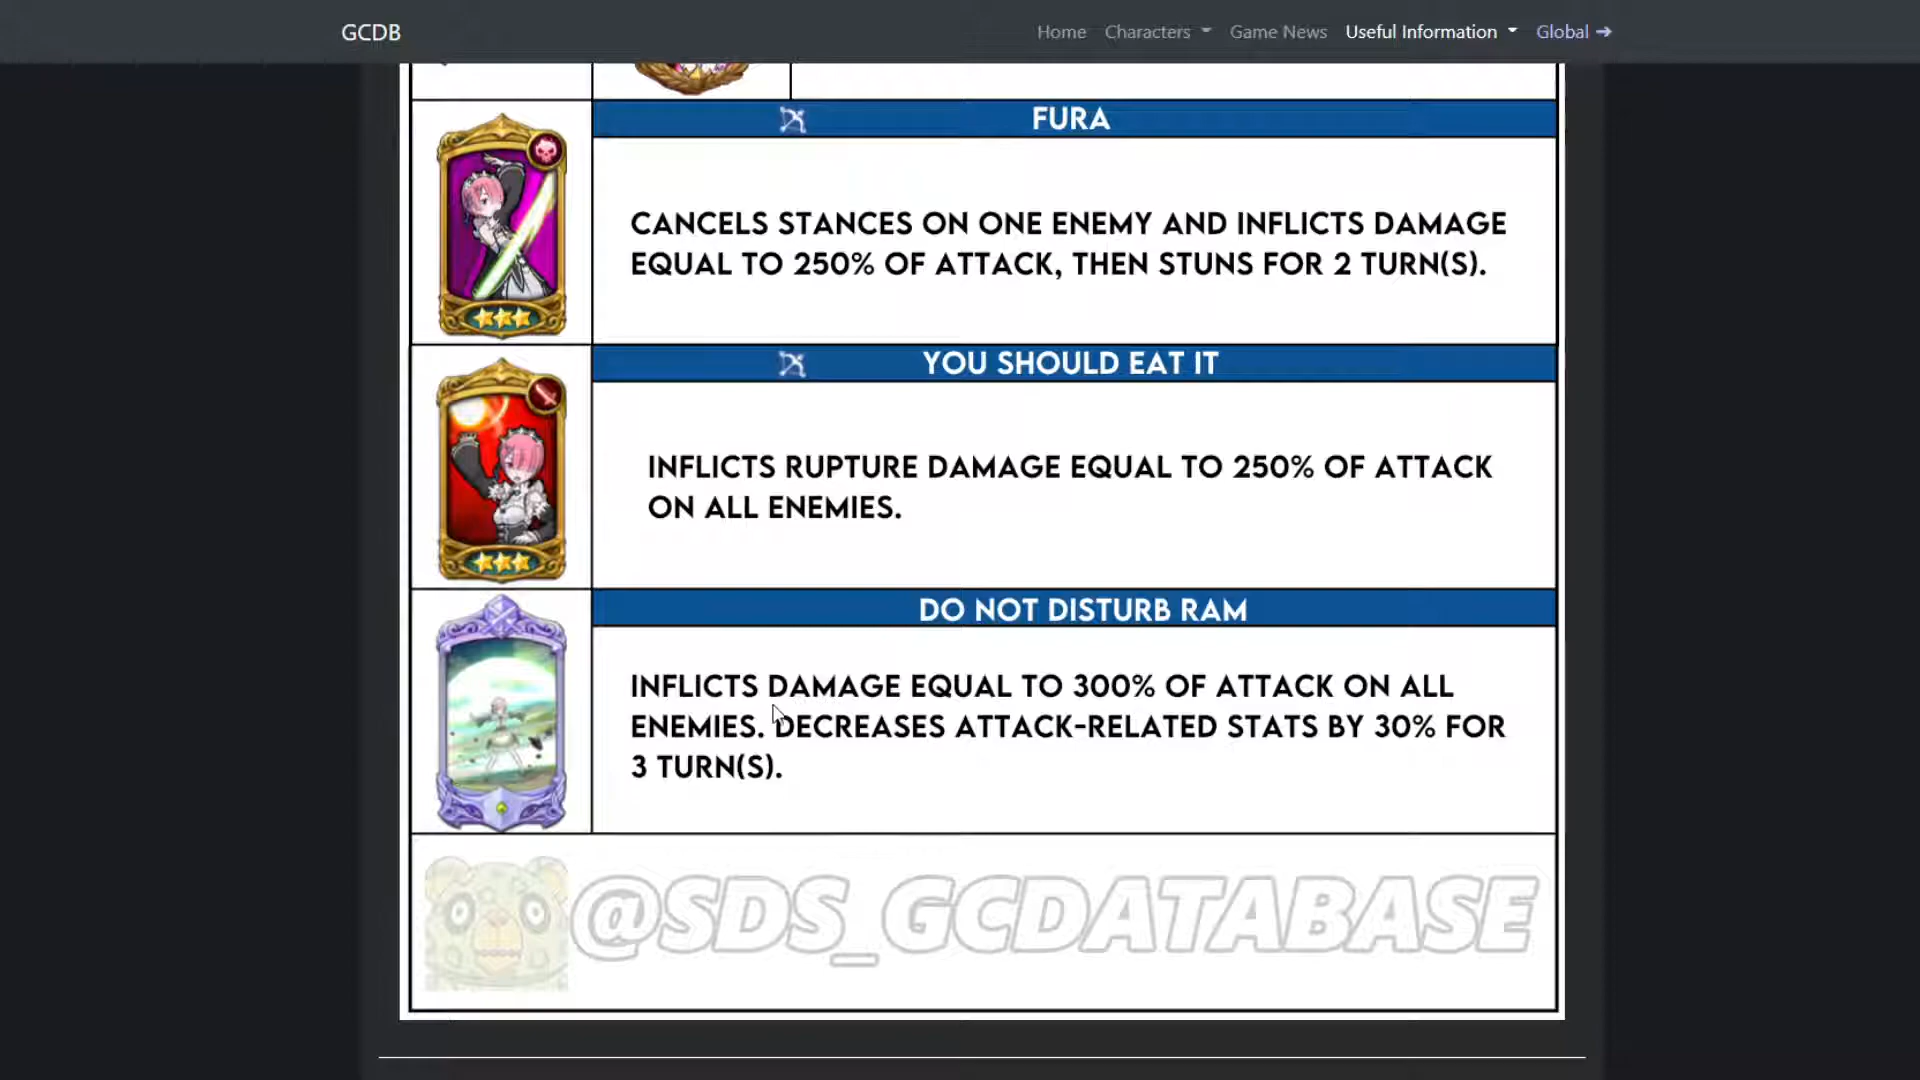 GCDB
Home Characters Game News Useful Information Global
FURA
CANCELS STANCES ON ONE ENEMY AND INFLICTS DAMAGE
EQUAL TO 250% OF ATTACK, THEN STUNS FOR 2 TURN(S).
YOU SHOULD EAT IT
INFLICTS RUPTURE DAMAGE EQUAL TO 250% OF ATTACK
ON ALL ENEMIES.
DO NOT DISTURB RAM
INFLICTS DAMAGE EQUAL TO 300% OF ATTACK ON ALL
ENEMIES. DECREASES ATTACK-RELATED STATS BY 30% FOR
3 TURN(S).
@SDS_GCDATABASE